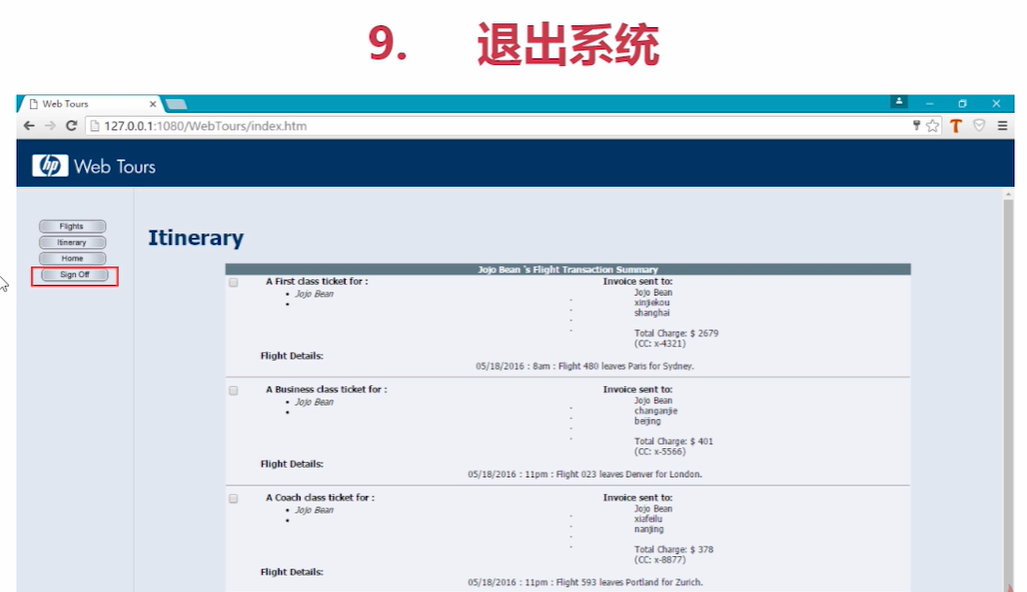 9. 退出系统
Web Tours
127.0.0.1:1080/WebTours/index.htm
hp Web Tours
Flights
Itinerary
Home
Sign Off
Itinerary
Jojo Bean 's Flight Transaction Summary
A First class ticket for :
Jojo Bean
Invoice sent to:
Jojo Bean
xinjiekou
shanghai
Total Charge: $ 2679
(CC: x-4321)
Flight Details:
05/18/2016 : 8am : Flight 480 leaves Paris for Sydney.
A Business class ticket for :
Jojo Bean
Invoice sent to:
Jojo Bean
changanjie
beijing
Total Charge: $ 401
(CC: x-5566)
Flight Details:
05/18/2016 : 11pm : Flight 023 leaves Denver for London.
A Coach class ticket for :
Jojo Bean
Invoice sent to:
Jojo Bean
xiafeilu
nanjing
Total Charge: $ 378
(CC: x-8877)
Flight Details:
05/18/2016 : 11pm : Flight 593 leaves Portland for Zurich.